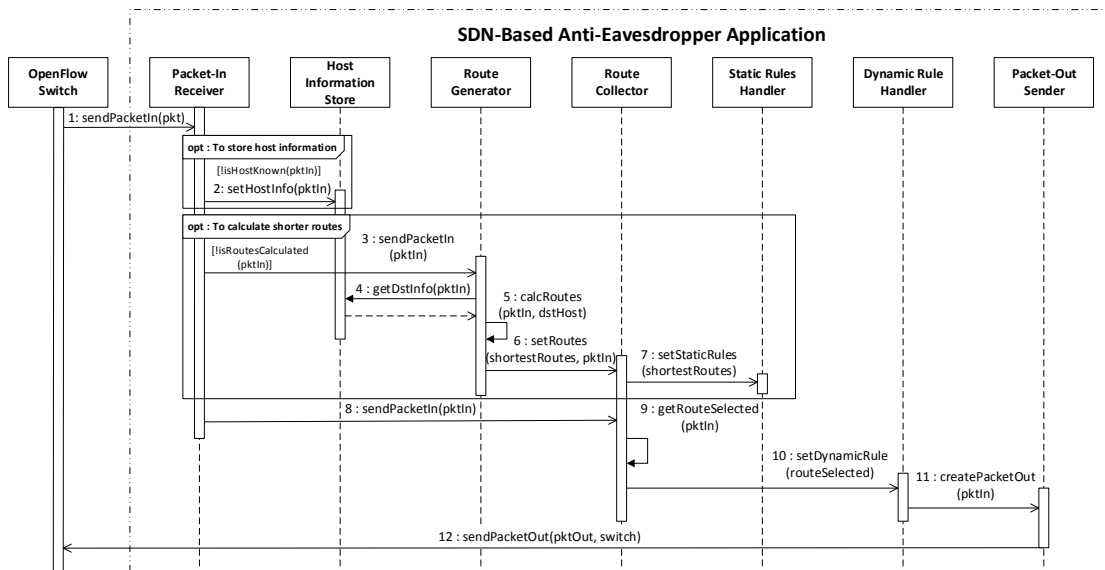 SDN-Based Anti-Eavesdropper Application
OpenFlow
Switch
Packet-In
Receiver
Host
Information
Store
Route
Generator
Route
Collector
Static Rules
Handler
Dynamic Rule
Handler
Packet-Out
Sender
1: sendPacketIn(pkt)
opt : To store host information
[!isHostKnown(pktIn)]
2: setHostInfo(pktIn)
opt : To calculate shorter routes
[!isRoutesCalculated
(pktIn)]
3 : sendPacketIn
(pktIn)
4 : getDstInfo(pktIn)
5 : calcRoutes
(pktIn, dstHost)
6 : setRoutes
(shortestRoutes, pktIn)
7 : setStaticRules
(shortestRoutes)
8 : sendPacketIn(pktIn)
9 : getRouteSelected
(pktIn)
10 : setDynamicRule
(routeSelected)
11 : createPacketOut
(pktIn)
12 : sendPacketOut(pktOut, switch)